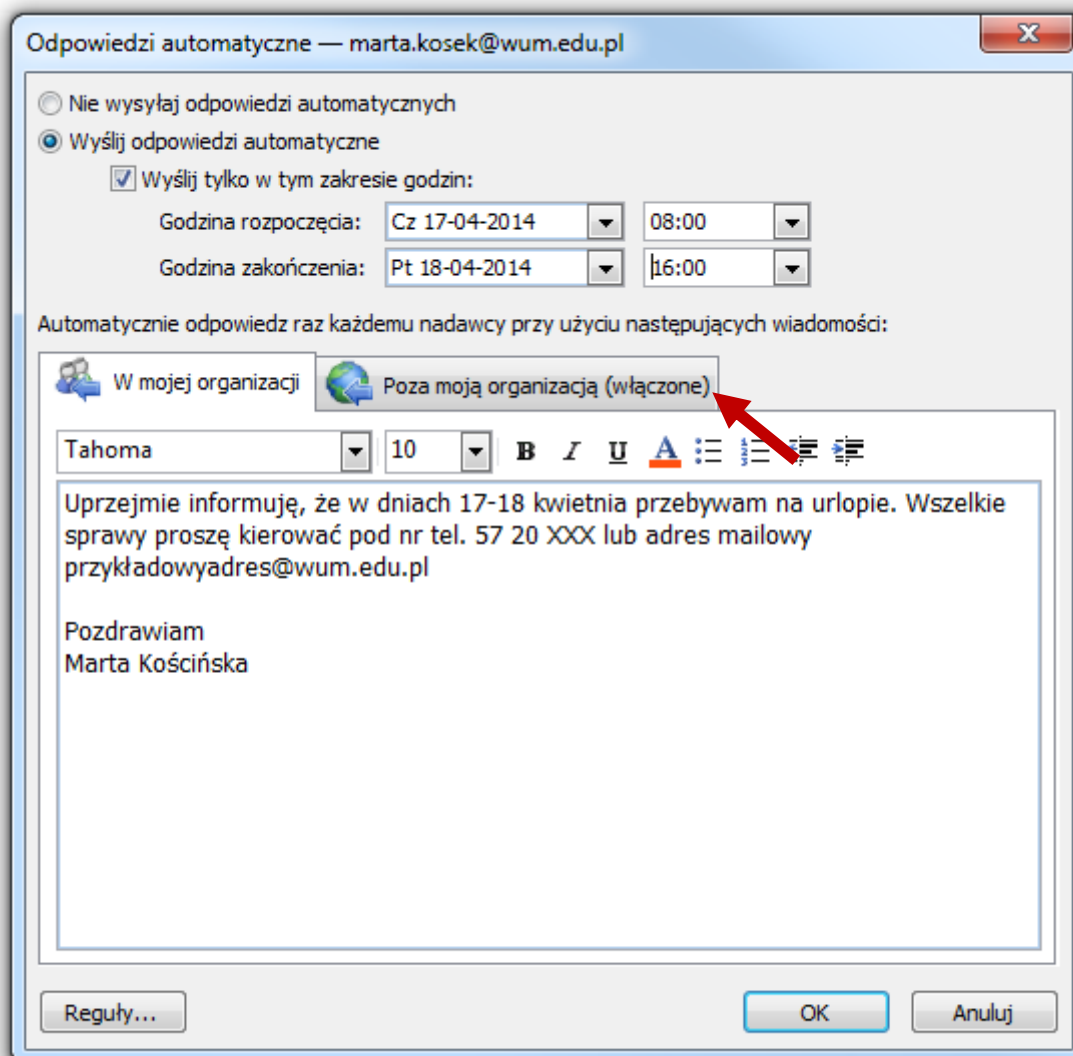 Odpowiedzi automatyczne — marta.kosek@wum.edu.pl
Nie wysyłaj odpowiedzi automatycznych
Wyślij odpowiedzi automatyczne
Wyślij tylko w tym zakresie godzin:
Godzina rozpoczęcia: Cz 17-04-2014 08:00
Godzina zakończenia: Pt 18-04-2014 16:00
Automatycznie odpowiedz raz każdemu nadawcy przy użyciu następujących wiadomości:
W mojej organizacji Poza moją organizacją (włączone)
Tahoma 10 B I U A
Uprzejmie informuję, że w dniach 17-18 kwietnia przebywam na urlopie. Wszelkie
sprawy proszę kierować pod nr tel. 57 20 XXX lub adres mailowy
przykładowyadres@wum.edu.pl
Pozdrawiam
Marta Kościńska
Reguły... OK Anuluj